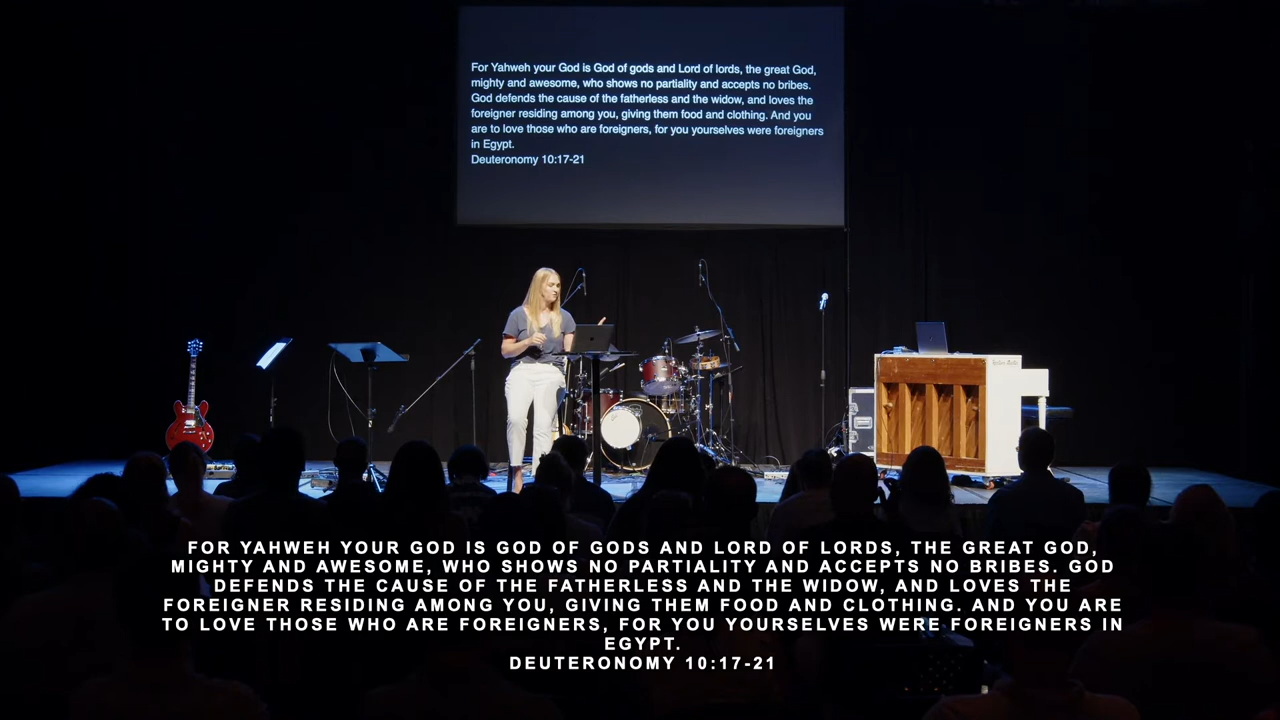 For Yahweh your God is God of gods and Lord of lords, the great God,
mighty and awesome, who shows no partiality and accepts no bribes.
God defends the cause of the fatherless and the widow, and loves the
foreigner residing among you, giving them food and clothing. And you
are to love those who are foreigners, for you yourselves were foreigners
in Egypt.
Deuteronomy 10:17-21
FOR YAHWEH YOUR GOD IS GOD OF GODS AND LORD OF LORDS, THE GREAT GOD,
MIGHTY AND AWESOME, WHO SHOWS NO PARTIALITY AND ACCEPTS NO BRIBES. GOD
DEFENDS THE CAUSE OF THE FATHERLESS AND THE WIDOW, AND LOVES THE
FOREIGNER RESIDING AMONG YOU, GIVING THEM FOOD AND CLOTHING. AND YOU ARE
TO LOVE THOSE WHO ARE FOREIGNERS, FOR YOU YOURSELVES WERE FOREIGNERS IN
EGYPT.
DEUTERONOMY 10:17-21